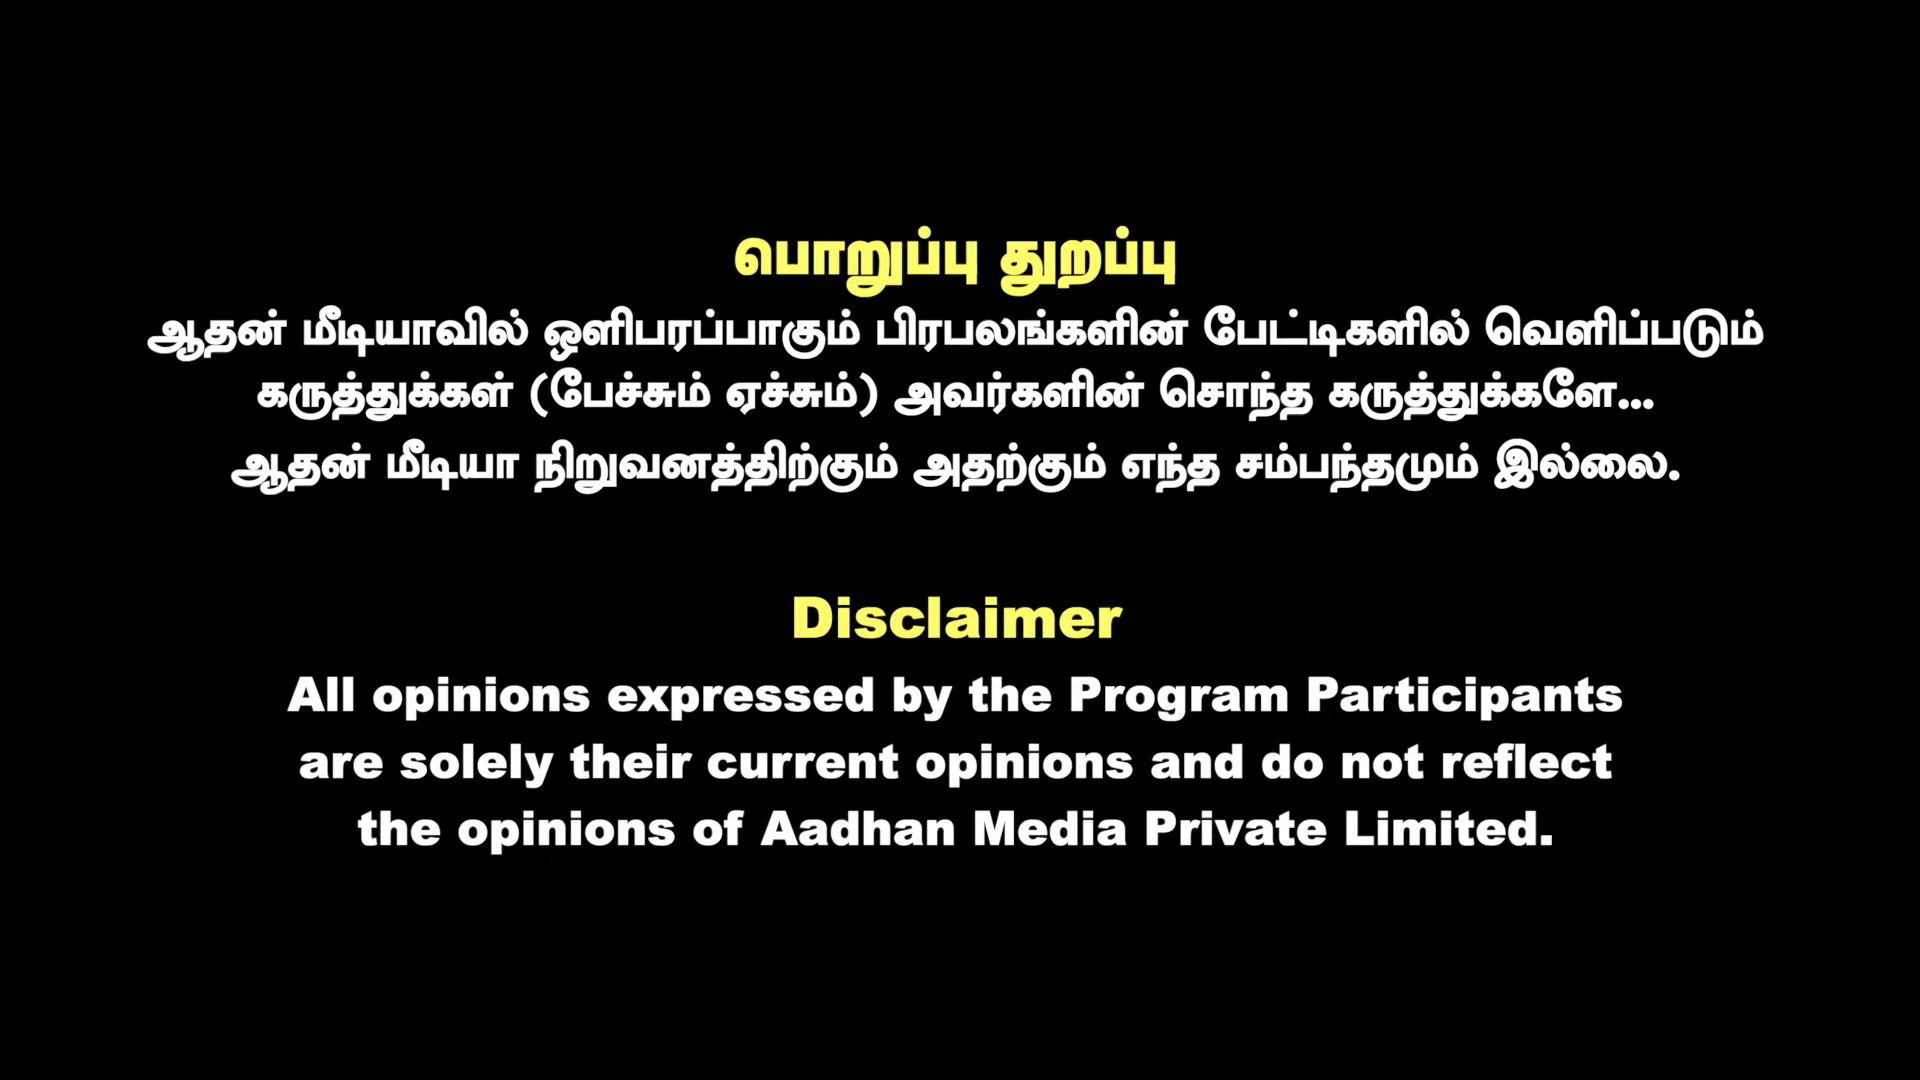 பொறுப்பு துறப்பு
ஆதன் மீடியாவில் ஒளிபரப்பாகும் பிரபலங்களின் பேட்டிகளில் வெளிப்படும்
கருத்துக்கள் (பேச்சும் ஏச்சும்) அவர்களின் சொந்த கருத்துக்களே...
ஆதன் மீடியா நிறுவனத்திற்கும் அதற்கும் எந்த சம்பந்தமும் இல்லை.
Disclaimer
All opinions expressed by the Program Participants
are solely their current opinions and do not reflect
the opinions of Aadhan Media Private Limited.